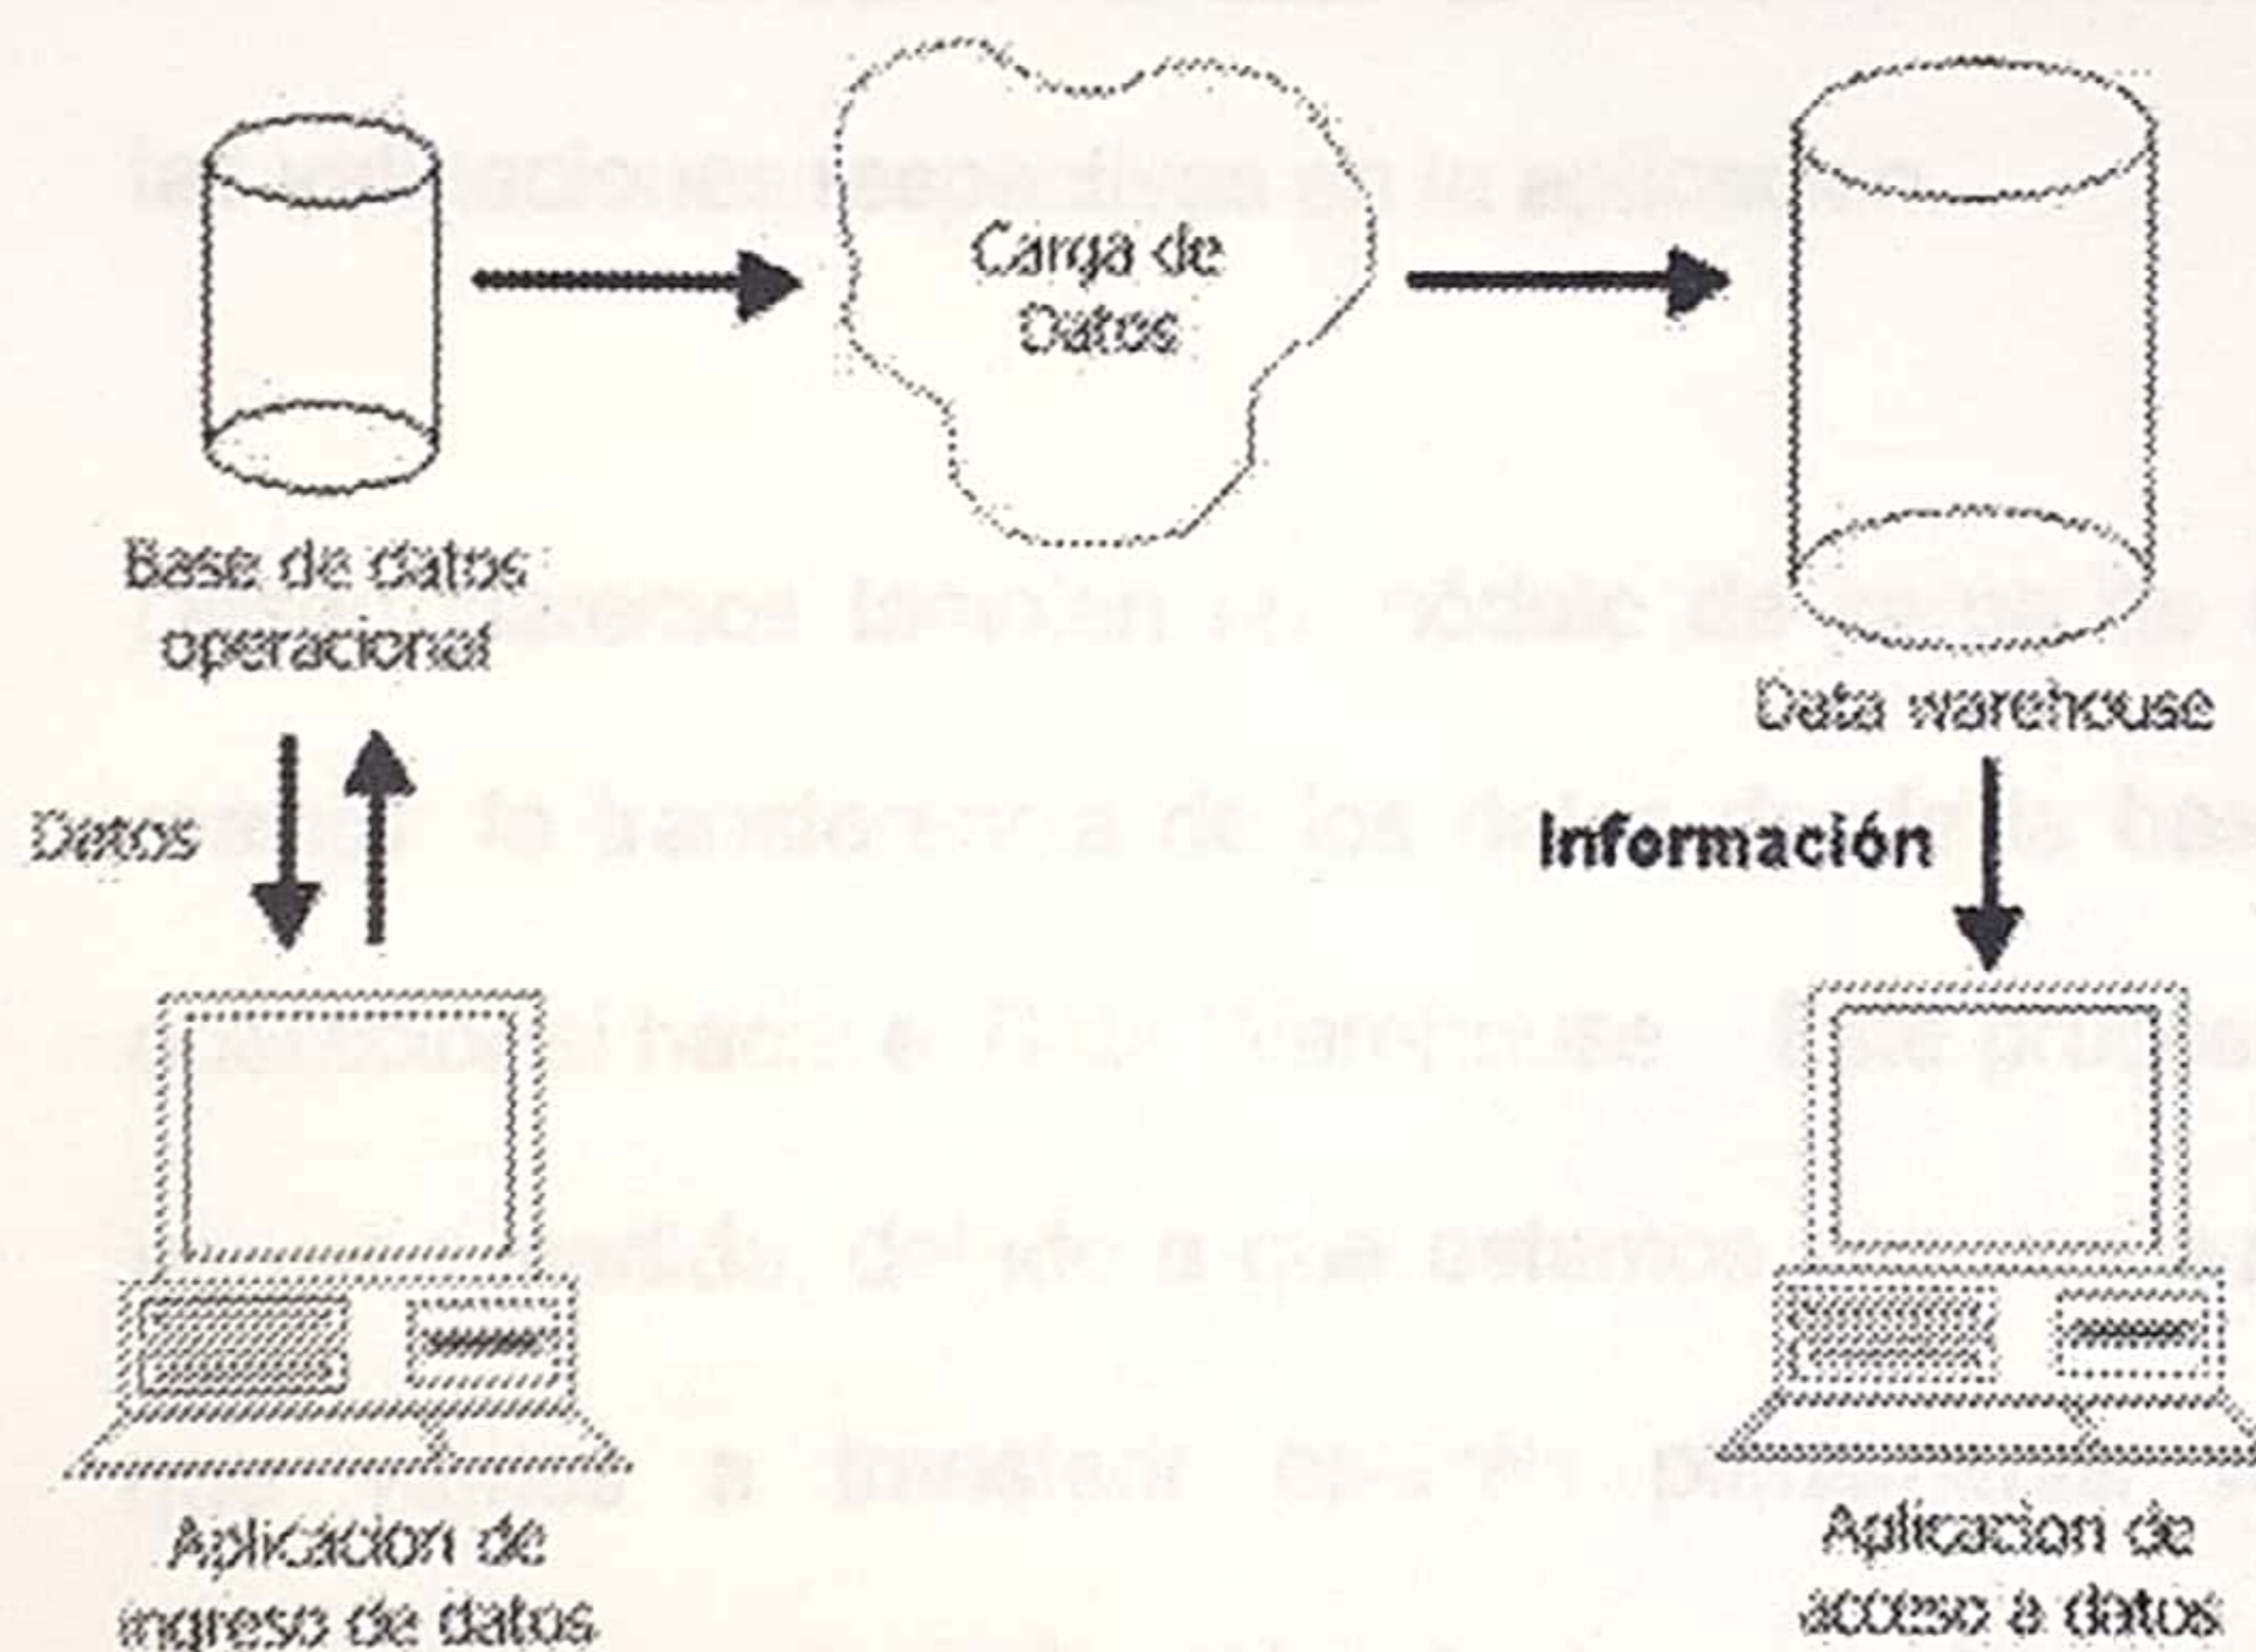 Carga de
Datos
Base de datos
operacional
Data warehouse
Datos
Información
Aplicación de
ingreso de datos
Aplicacion de
acceso a datos